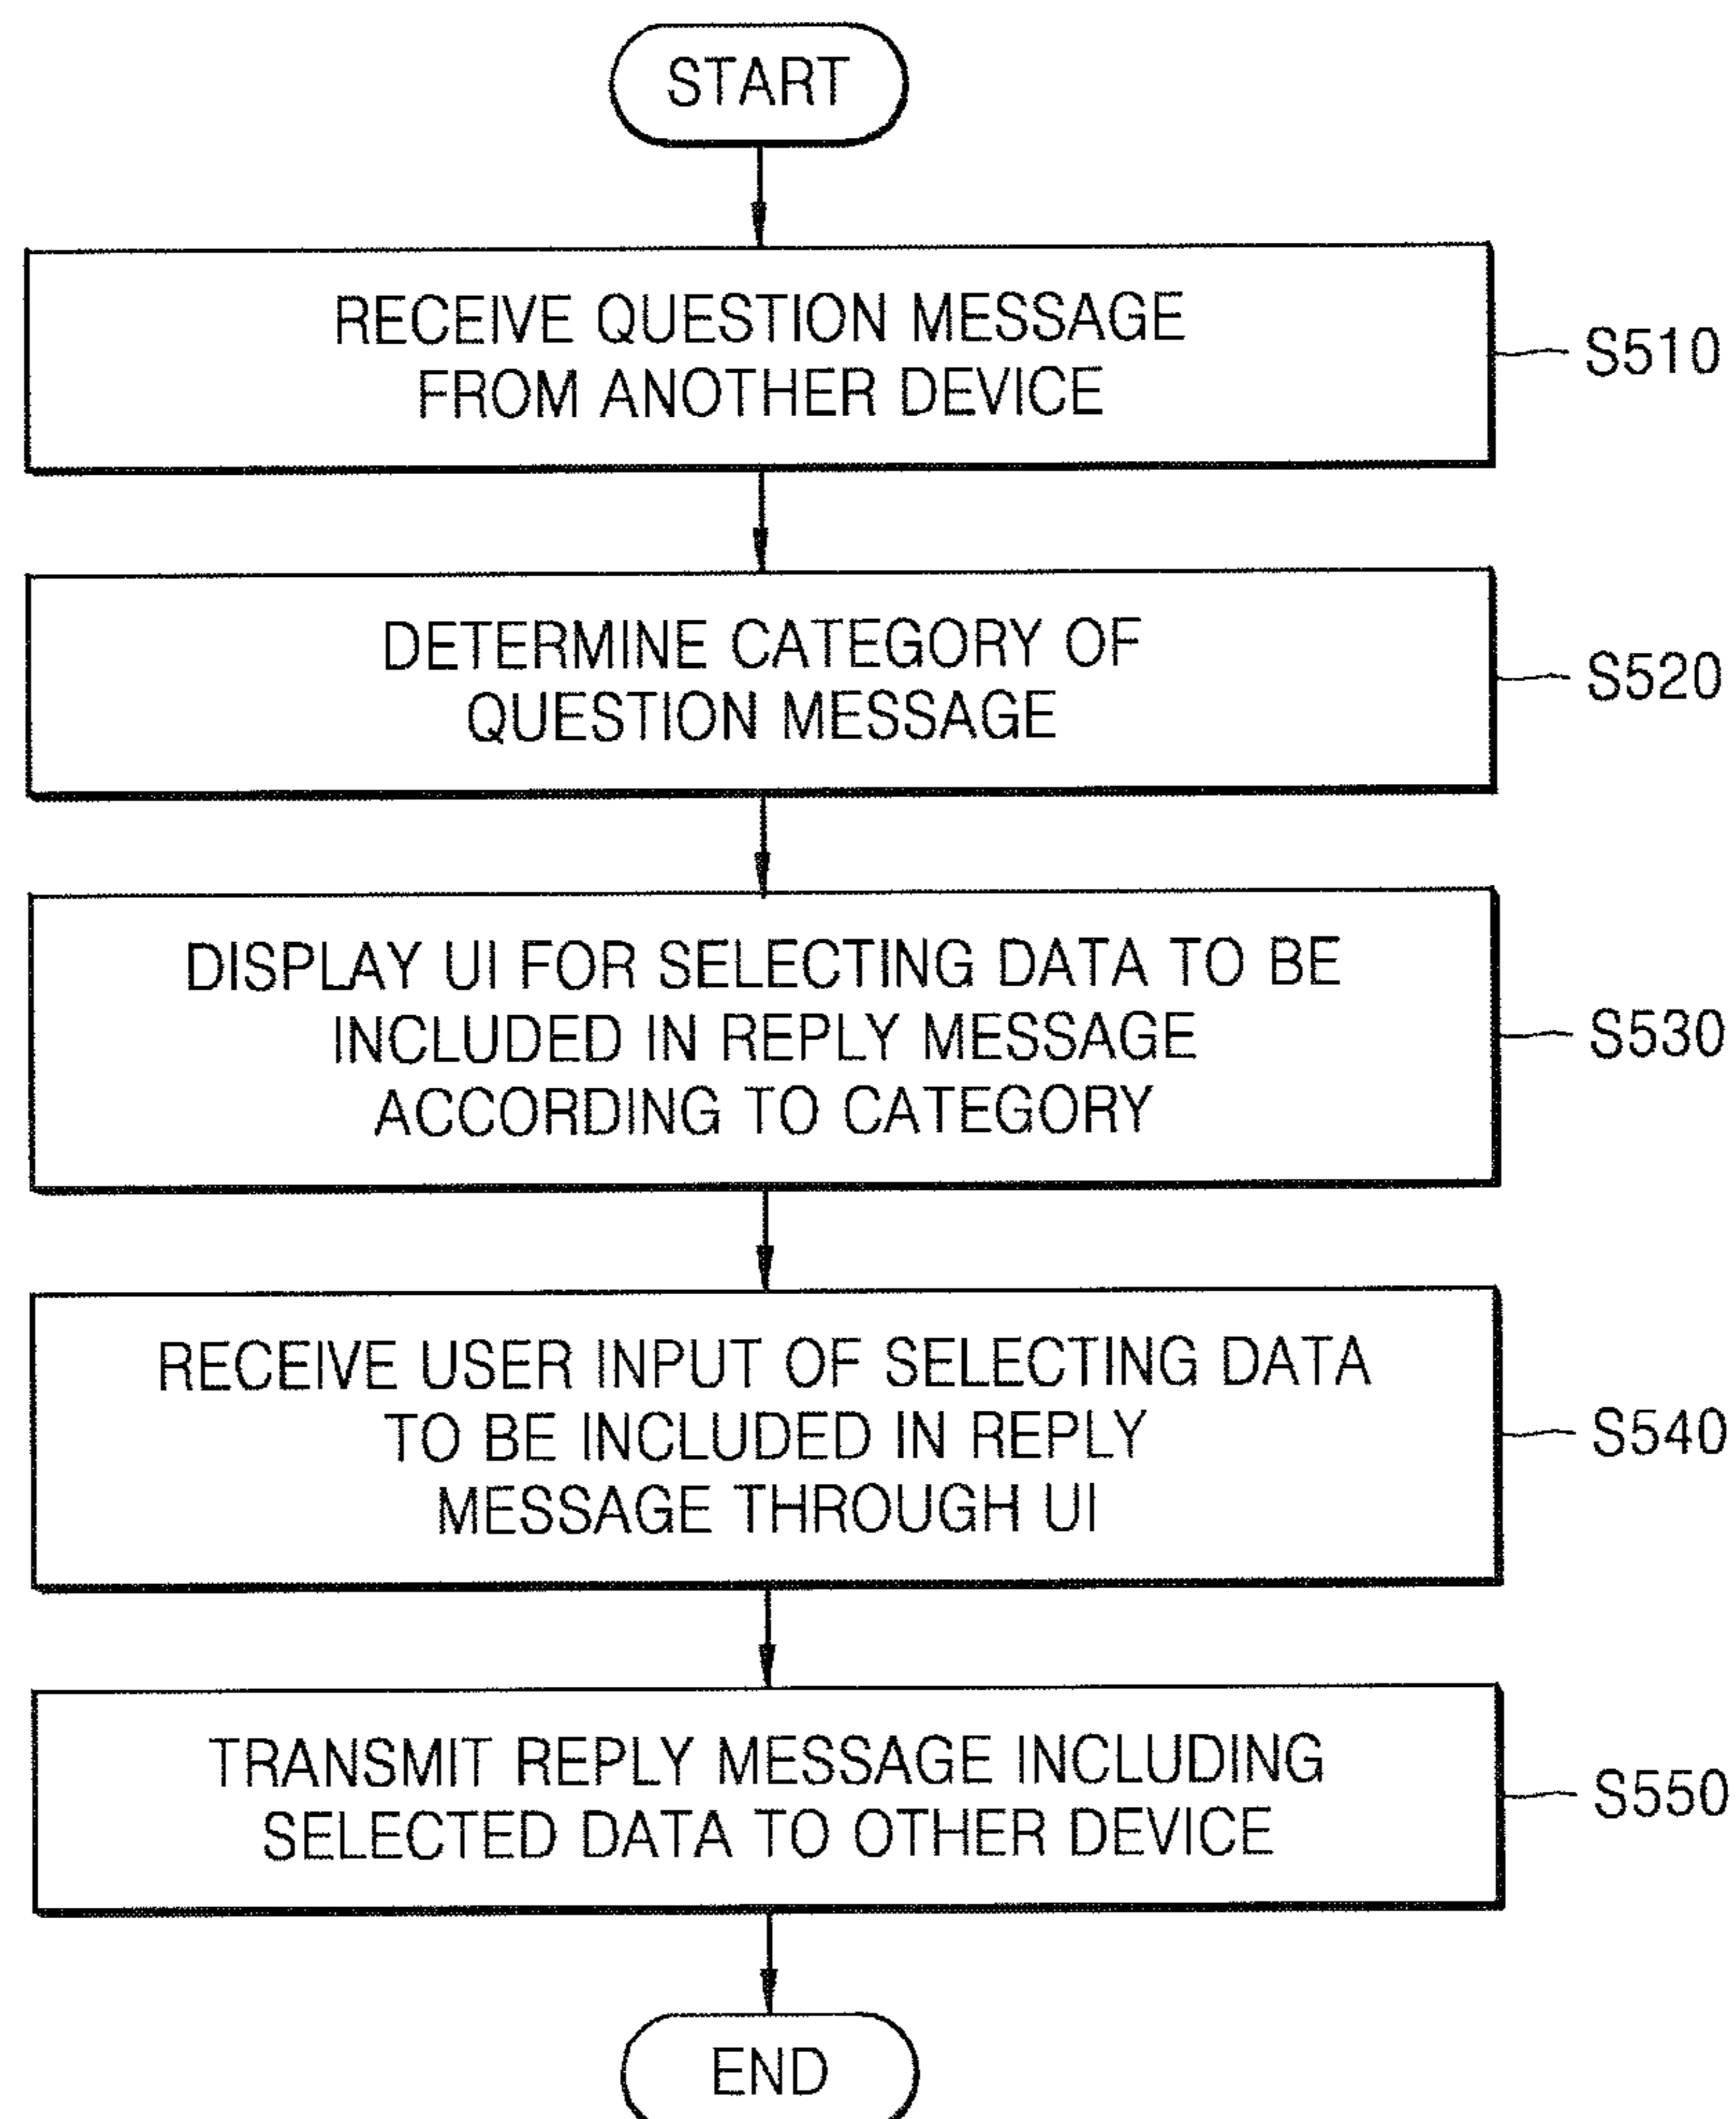 START
RECEIVE QUESTION MESSAGE
FROM ANOTHER DEVICE
S510
DETERMINE CATEGORY OF
QUESTION MESSAGE
S520
DISPLAY UI FOR SELECTING DATA TO BE
INCLUDED IN REPLY MESSAGE
ACCORDING TO CATEGORY
S530
RECEIVE USER INPUT OF SELECTING DATA
TO BE INCLUDED IN REPLY
MESSAGE THROUGH UI
S540
TRANSMIT REPLY MESSAGE INCLUDING
SELECTED DATA TO OTHER DEVICE
S550
END